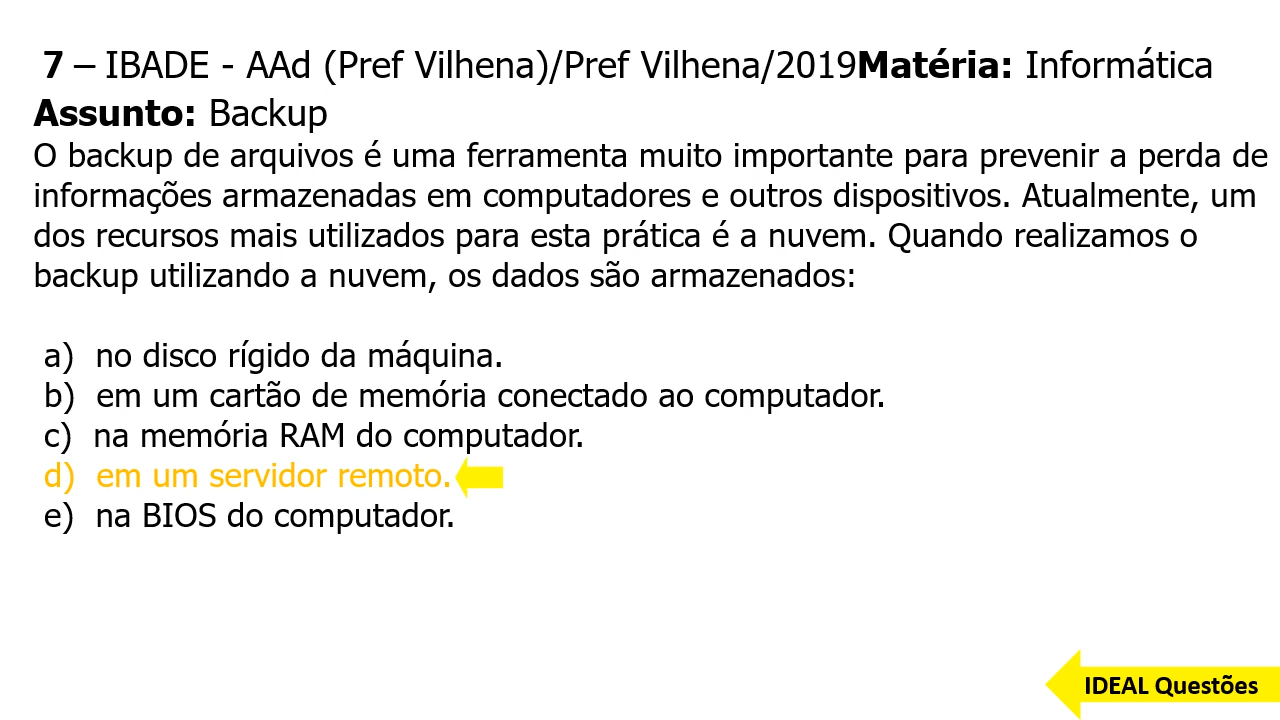 7 – IBADE - AAd (Pref Vilhena)/Pref Vilhena/2019Matéria: Informática
Assunto: Backup
O backup de arquivos é uma ferramenta muito importante para prevenir a perda de
informações armazenadas em computadores e outros dispositivos. Atualmente, um
dos recursos mais utilizados para esta prática é a nuvem. Quando realizamos o
backup utilizando a nuvem, os dados são armazenados:
a) no disco rígido da máquina.
b) em um cartão de memória conectado ao computador.
c) na memória RAM do computador.
d) em um servidor remoto.
e) na BIOS do computador.
IDEAL Questões